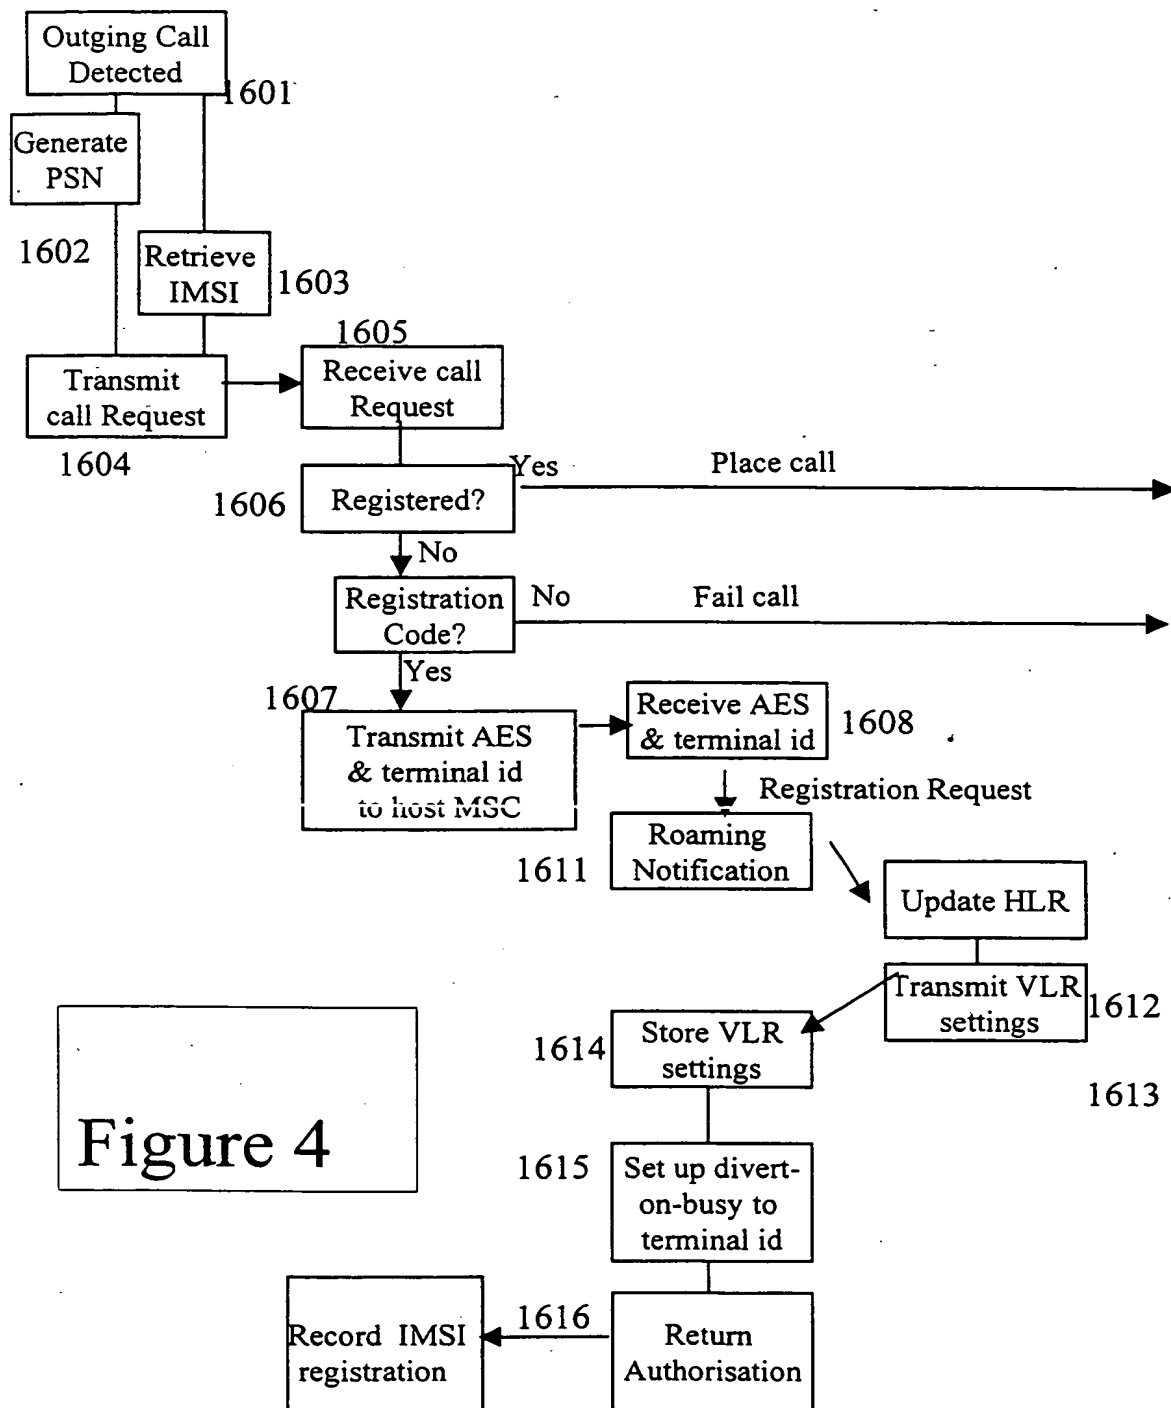 Outging Call
Detected
1601
Generate
PSN
1602
Retrieve
IMSI
1603
Transmit
call Request
1604
1605
Receive call
Request
1606
Registered?
Yes
Place call
No
Registration
Code?
No
Fail call
Yes
1607
Transmit AES
& terminal id
to host MSC
Receive AES
& terminal id
1608
Registration Request
Roaming
Notification
1611
Update HLR
Transmit VLR
settings
1612
1613
1614
Store VLR
settings
1615
Set up divert-
on-busy to
terminal id
Return
Authorisation
1616
Record IMSI
registration
Figure 4